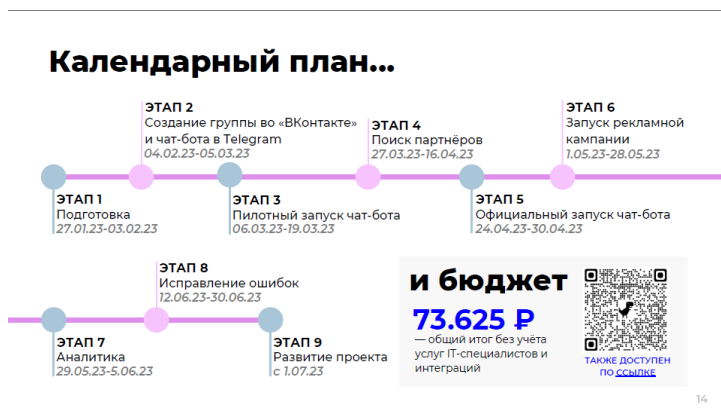 Календарный план...
ЭТАП 2
Создание группы во «ВКонтакте»
и чат-бота в Telegram
04.02.23-05.03.23
ЭТАП 4
Поиск партнёров
27.03.23-16.04.23
ЭТАП 6
Запуск рекламной
кампании
1.05.23-28.05.23
ЭТАП 1
Подготовка
27.01.23-03.02.23
ЭТАП 3
Пилотный запуск чат-бота
06.03.23-19.03.23
ЭТАП 5
Официальный запуск чат-бота
24.04.23-30.04.23
ЭТАП 8
Исправление ошибок
12.06.23-30.06.23
ЭТАП 7
Аналитика
29.05.23-5.06.23
ЭТАП 9
Развитие проекта
с 1.07.23
и бюджет
73.625 ₽
— общий итог без учёта
услуг IT-специалистов и
интеграций
ТАКЖЕ ДОСТУПЕН
ПО ССЫЛКЕ
14